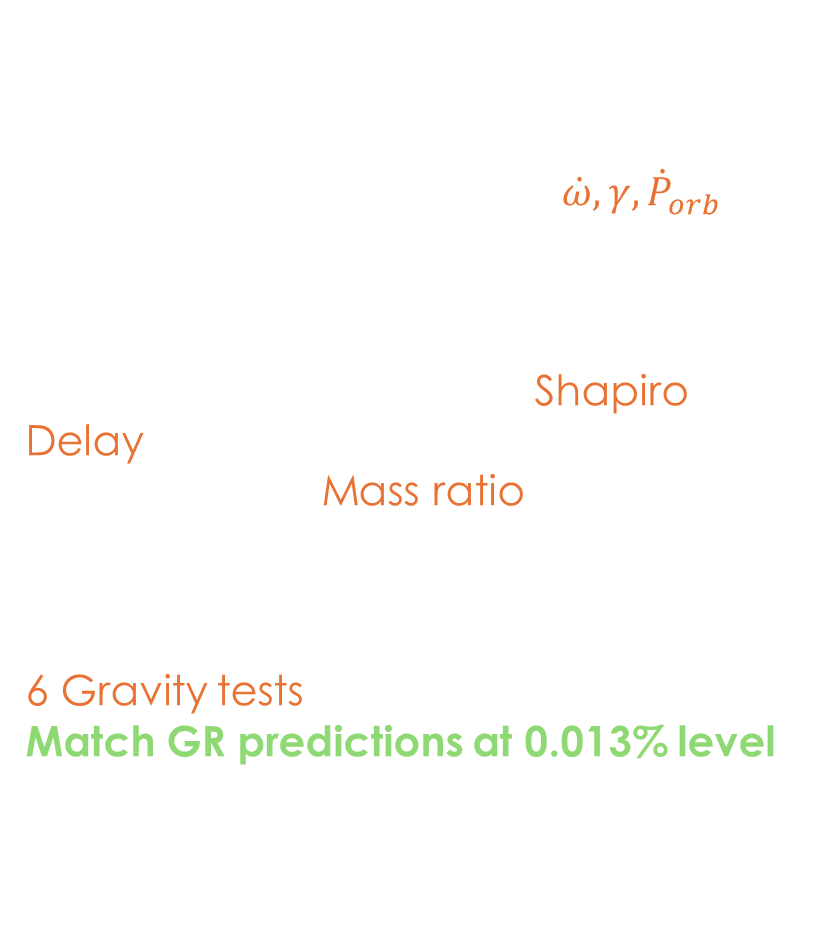 ω̇, γ, Ṗorb
Shapiro
Delay
Mass ratio
6 Gravity tests
Match GR predictions at 0.013% level